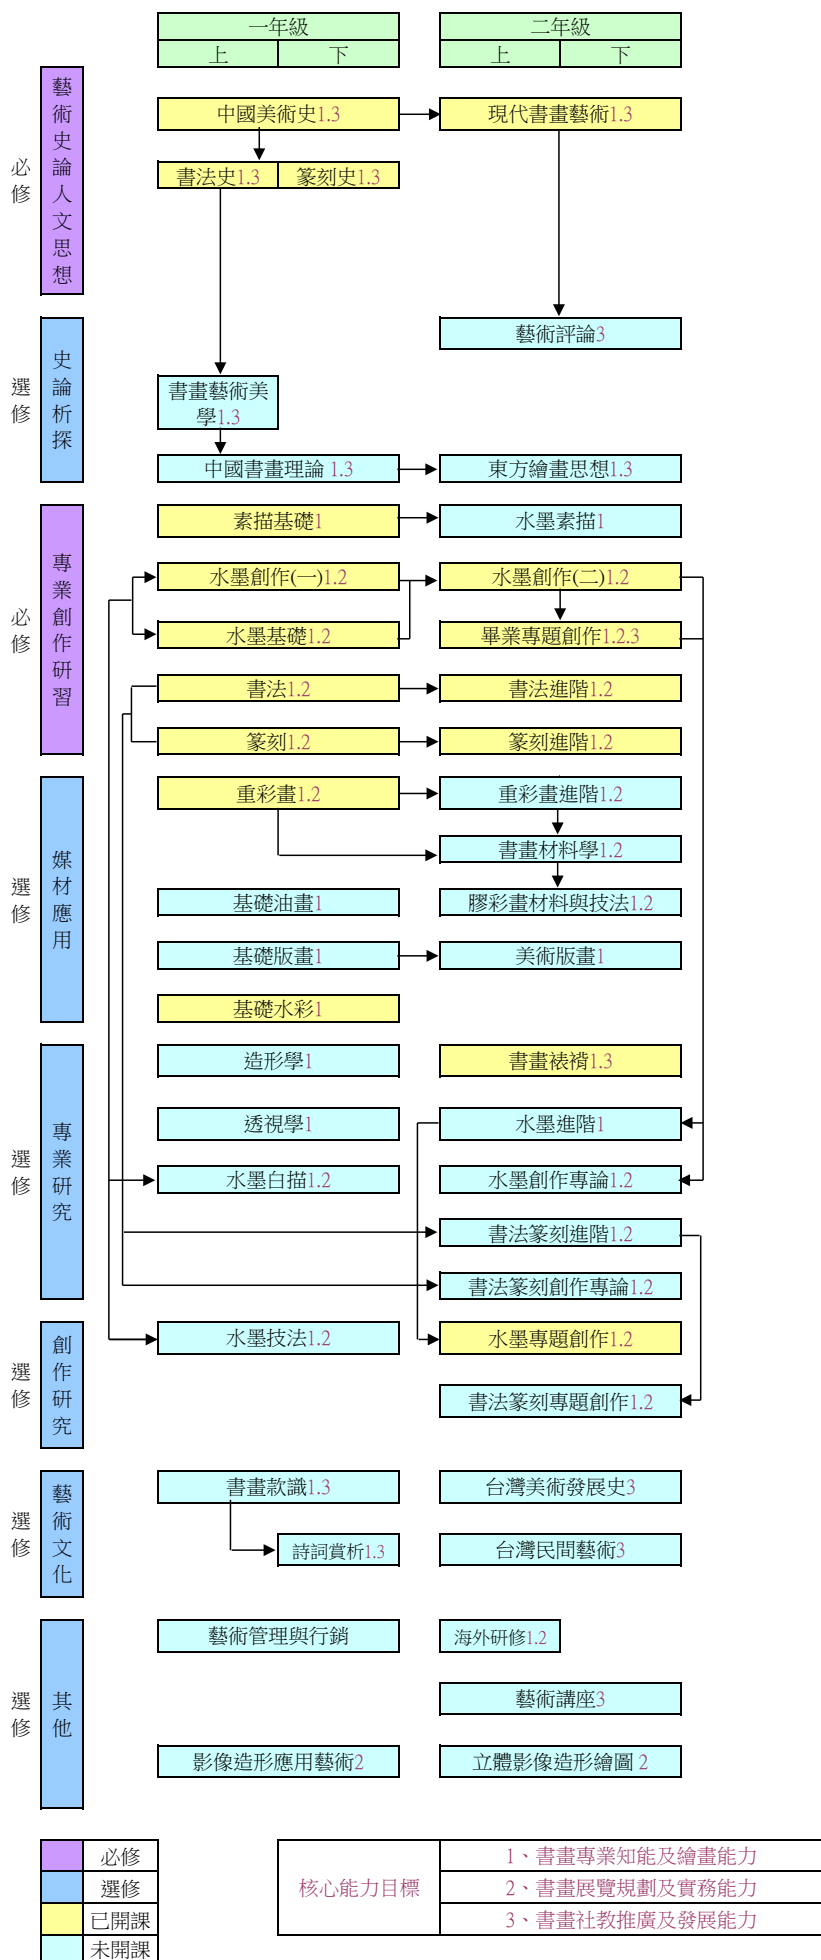 一年級
二年級
上
下
上
下
必修
藝術史論人文思想
中國美術史1.3
現代書畫藝術1.3
書法史1.3
篆刻史1.3
選修
史論析探
藝術評論3
書畫藝術美
學1.3
中國書畫理論 1.3
東方繪畫思想1.3
必修
專業創作研習
素描基礎1
水墨素描1
水墨創作(一)1.2
水墨創作(二)1.2
水墨基礎1.2
畢業專題創作1.2.3
書法1.2
書法進階1.2
篆刻1.2
篆刻進階1.2
選修
媒材應用
重彩畫1.2
重彩畫進階1.2
書畫材料學1.2
基礎油畫1
膠彩畫材料與技法1.2
基礎版畫1
美術版畫1
基礎水彩1
選修
專業研究
造形學1
書畫裱褙1.3
透視學1
水墨進階1
水墨白描1.2
水墨創作專論1.2
書法篆刻進階1.2
書法篆刻創作專論1.2
選修
創作研究
水墨技法1.2
水墨專題創作1.2
書法篆刻專題創作1.2
選修
藝術文化
書畫款識1.3
台灣美術發展史3
詩詞賞析1.3
台灣民間藝術3
選修
其他
藝術管理與行銷
海外研修1.2
藝術講座3
影像造形應用藝術2
立體影像造形繪圖 2
必修
選修
已開課
未開課
核心能力目標
1、書畫專業知能及繪畫能力
2、書畫展覽規劃及實務能力
3、書畫社教推廣及發展能力